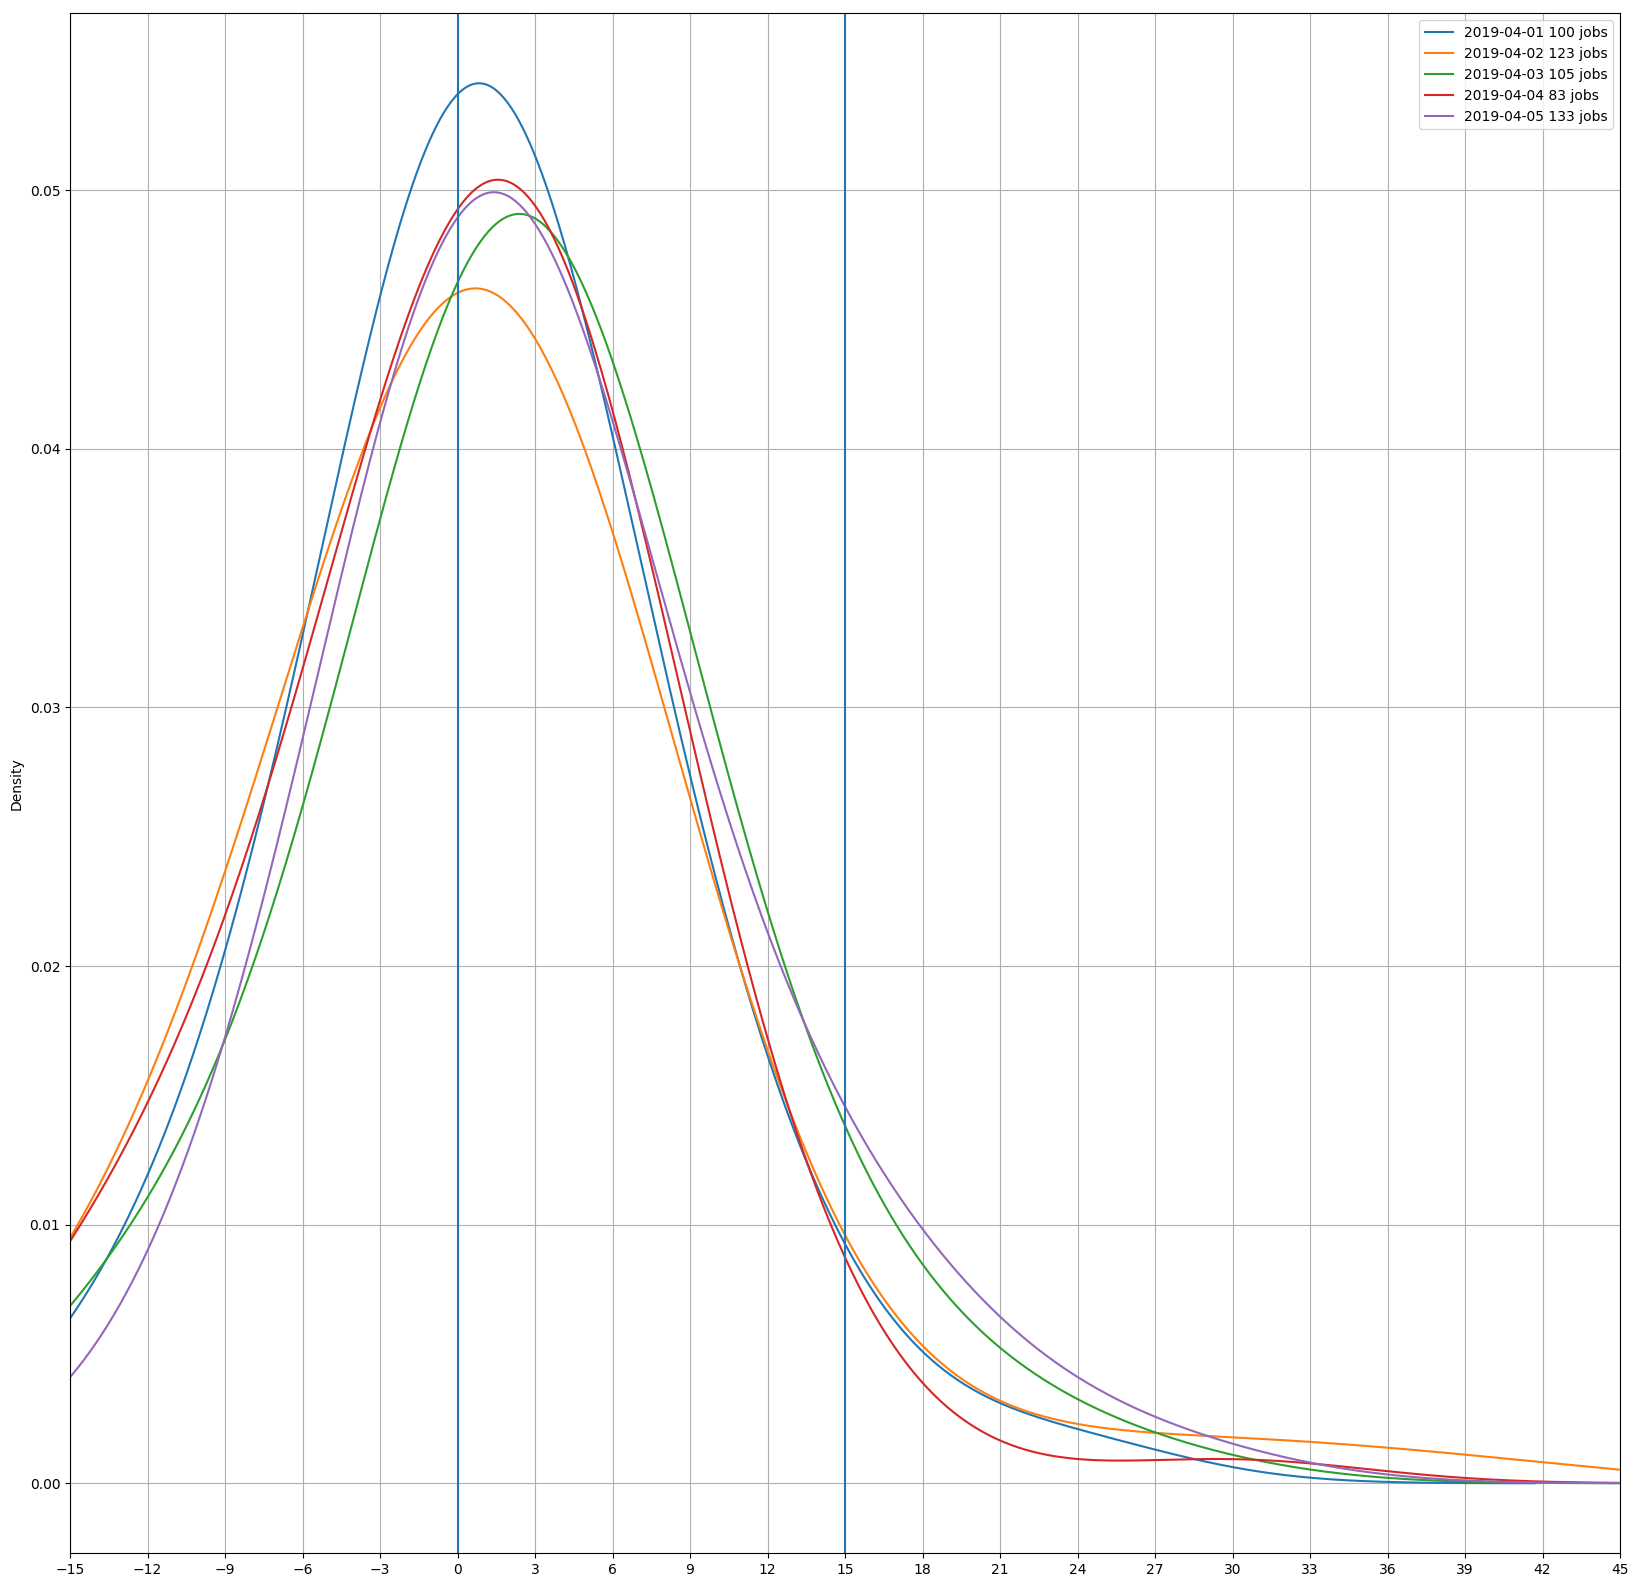 2019-04-01 100 jobs
2019-04-02 123 jobs
2019-04-03 105 jobs
2019-04-04 83 jobs
2019-04-05 133 jobs
0.05
0.04
0.03
Density
0.02
0.01
0.00
−15 −12 −9 −6 −3 0 3 6 9 12 15 18 21 24 27 30 33 36 39 42 45